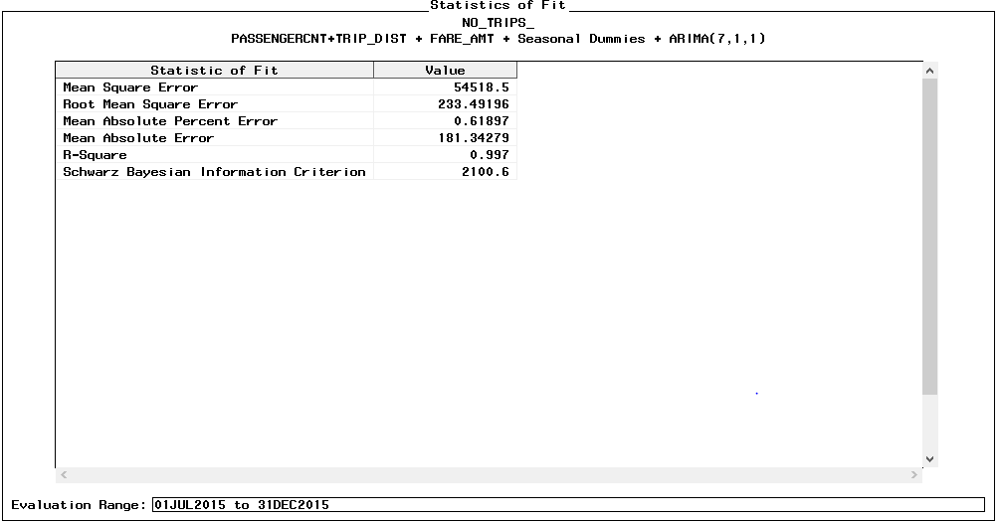 Statistics of Fit
NO_TRIPS_
PASSENGERCNT+TRIP_DIST + FARE_AMT + Seasonal Dummies + ARIMA(7,1,1)
Statistic of Fit Value
Mean Square Error 54518.5
Root Mean Square Error 233.49196
Mean Absolute Percent Error 0.61897
Mean Absolute Error 181.34279
R-Square 0.997
Schwarz Bayesian Information Criterion 2100.6
Evaluation Range: 01JUL2015 to 31DEC2015